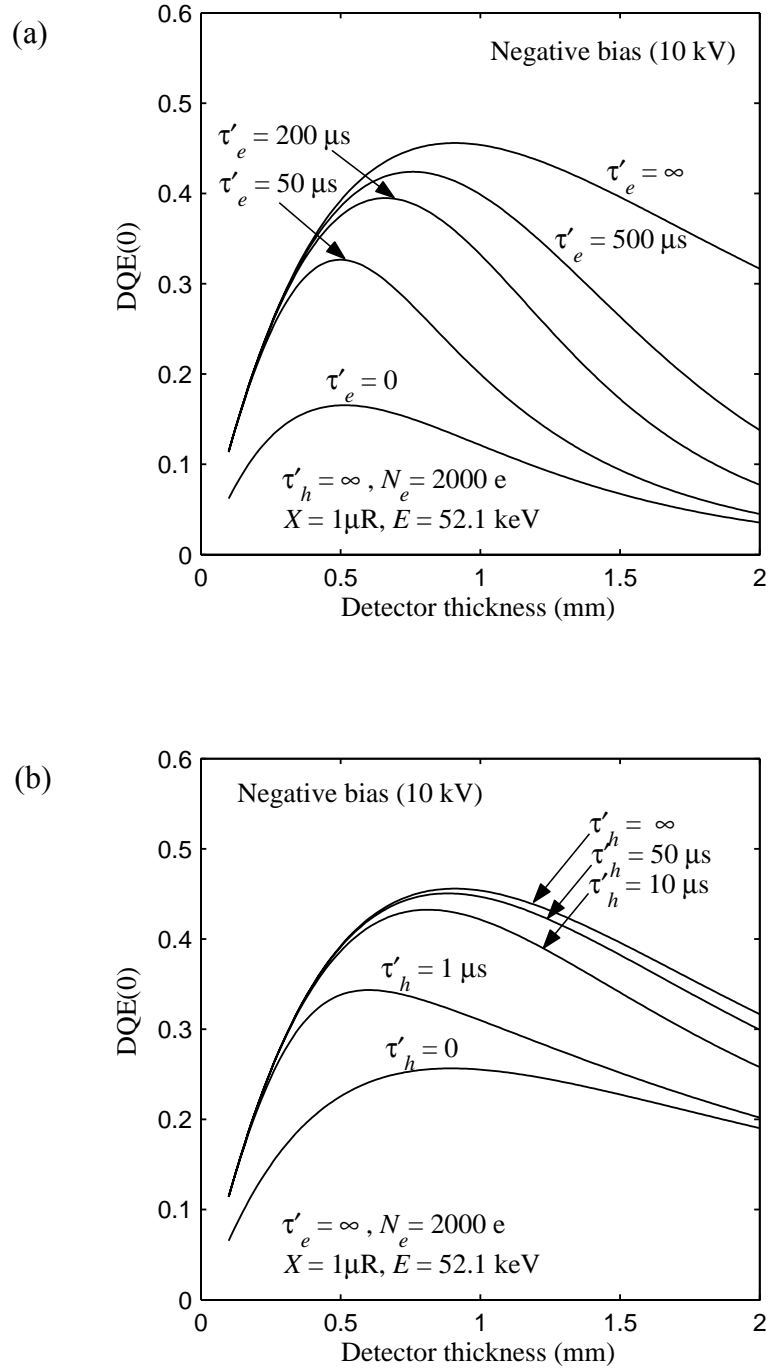 (a)
0.6
0.5
0.4
0.3
0.2
0.1
0
DQE(0)
Negative bias (10 kV)
τ′e = 200 μs
τ′e = 50 μs
τ′e = ∞
τ′e = 500 μs
τ′e = 0
τ′h = ∞ , Ne = 2000 e
X = 1μR, E = 52.1 keV
0 0.5 1 1.5 2
Detector thickness (mm)
(b)
0.6
0.5
0.4
0.3
0.2
0.1
0
DQE(0)
Negative bias (10 kV)
τ′h = ∞
τ′h = 50 μs
τ′h = 10 μs
τ′h = 1 μs
τ′h = 0
τ′e = ∞ , Ne = 2000 e
X = 1μR, E = 52.1 keV
0 0.5 1 1.5 2
Detector thickness (mm)